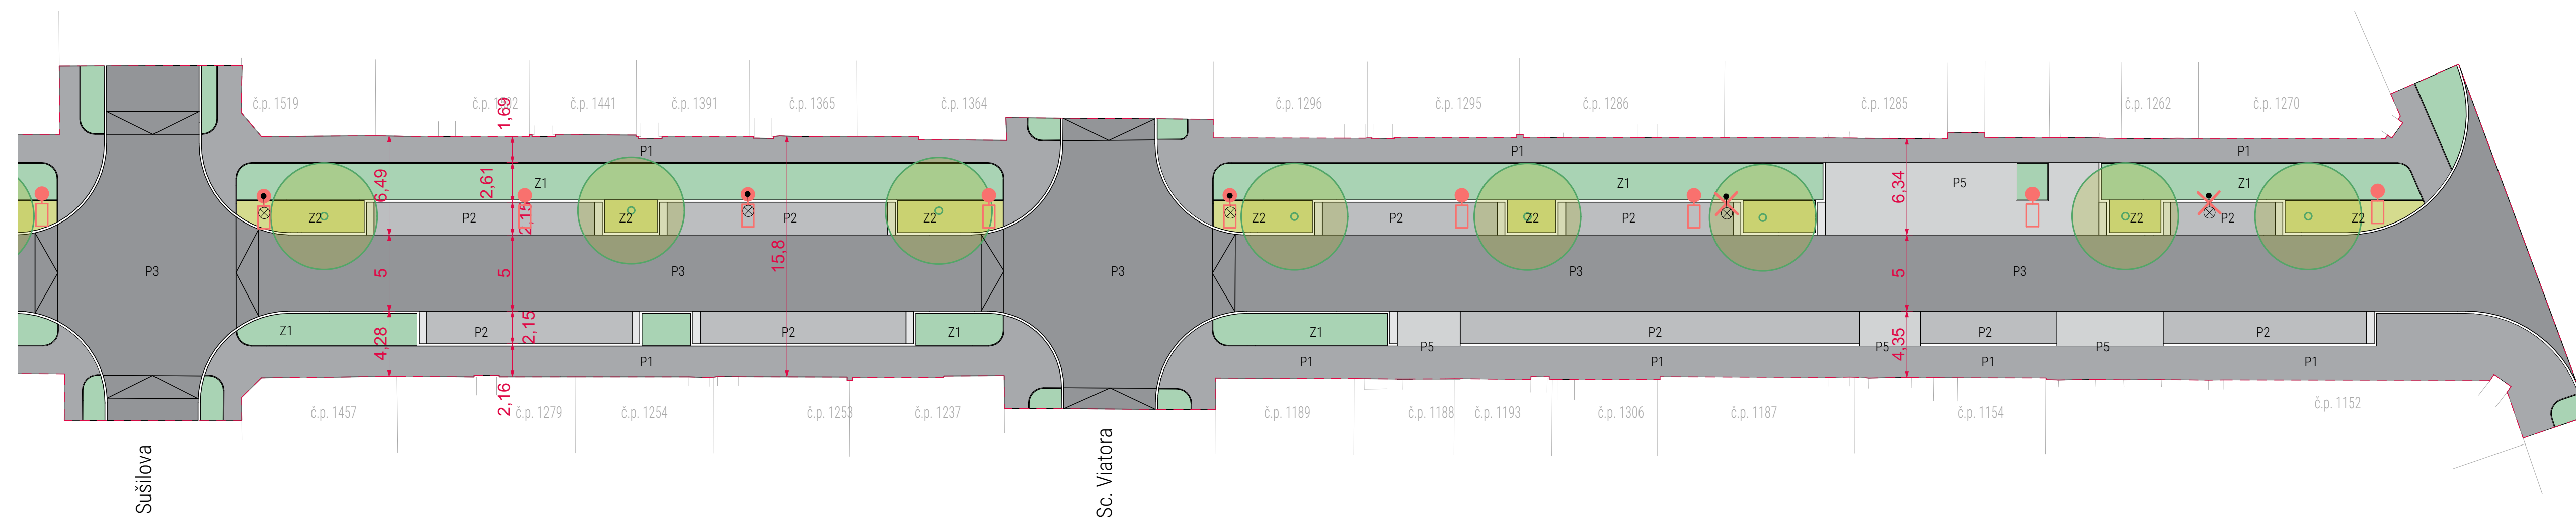 č.p. 1519
č.p. 1441
č.p. 1391
č.p. 1365
č.p. 1364
č.p. 1296
č.p. 1295
č.p. 1286
č.p. 1285
č.p. 1262
č.p. 1270
1,69
P1
P1
P1
6,49
2,61
Z1
Z1
P5
Z1
6,34
Z2
P2
2,15
Z2
P2
Z2
Z2
P2
Z2
P2
Z2
P2
Z2
15,8
P3
5
5
P3
P3
P3
5
P3
Z1
P2
2,15
P2
Z1
Z1
P5
P2
P5
P2
P5
P2
4,28
4,35
P1
P1
P1
P1
P1
2,16
č.p. 1457
č.p. 1279
č.p. 1254
č.p. 1253
č.p. 1237
č.p. 1189
č.p. 1188
č.p. 1193
č.p. 1306
č.p. 1187
č.p. 1154
č.p. 1152
Sušilova
Sc. Viatora